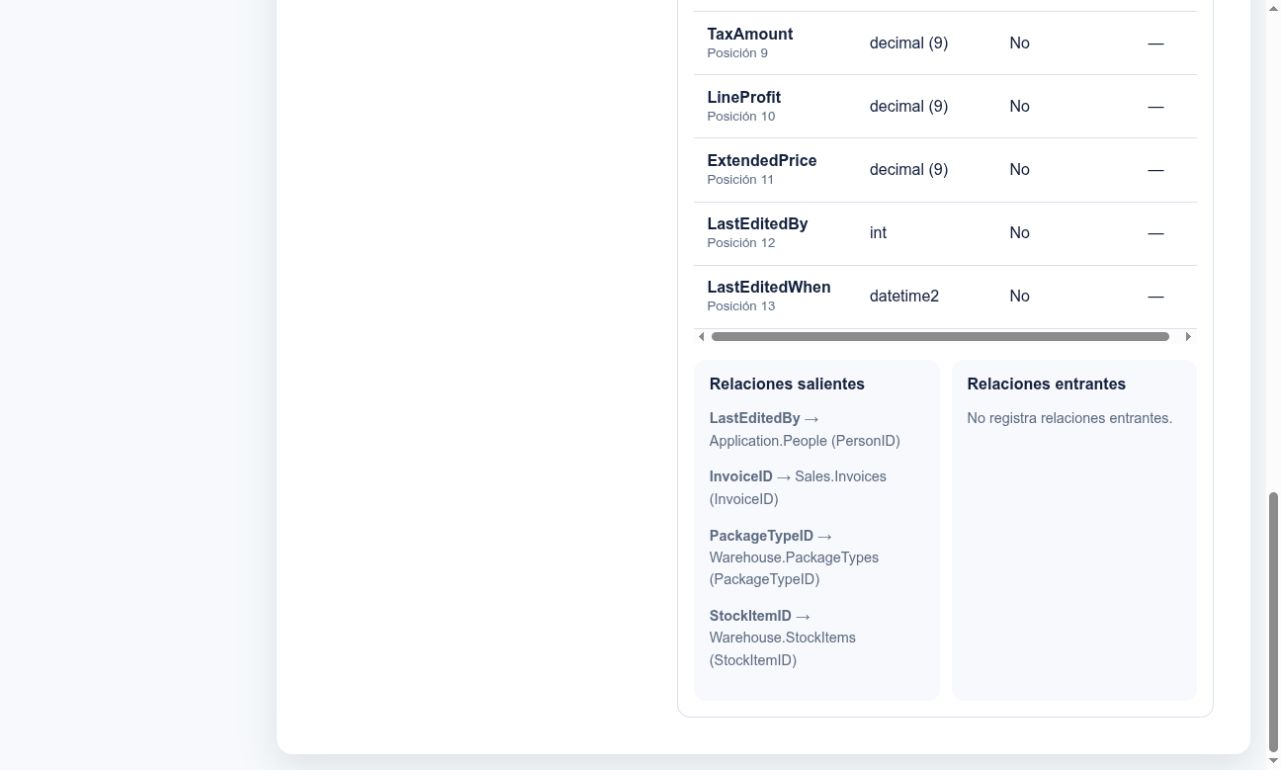 TaxAmount
Posición 9
decimal (9)
No
—
LineProfit
Posición 10
decimal (9)
No
—
ExtendedPrice
Posición 11
decimal (9)
No
—
LastEditedBy
Posición 12
int
No
—
LastEditedWhen
Posición 13
datetime2
No
—
Relaciones salientes
LastEditedBy →
Application.People (PersonID)
InvoiceID → Sales.Invoices
(InvoiceID)
PackageTypeID →
Warehouse.PackageTypes
(PackageTypeID)
StockItemID →
Warehouse.StockItems
(StockItemID)
Relaciones entrantes
No registra relaciones entrantes.